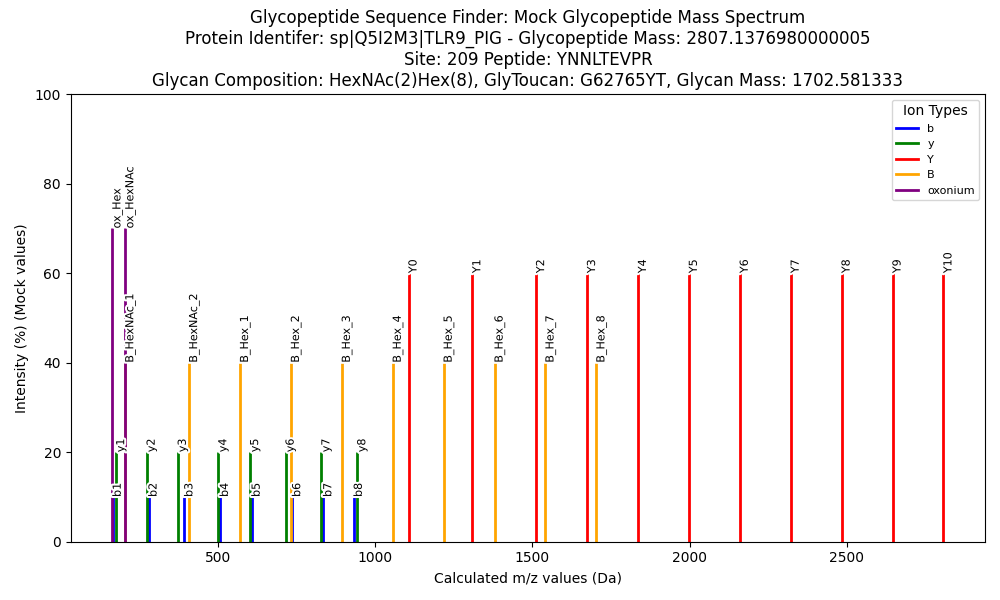 Glycopeptide Sequence Finder: Mock Glycopeptide Mass Spectrum
Protein Identifer: sp|Q5I2M3|TLR9_PIG - Glycopeptide Mass: 2807.1376980000005
Site: 209 Peptide: YNNLTEVPR
Glycan Composition: HexNAc(2)Hex(8), GlyToucan: G62765YT, Glycan Mass: 1702.581333
Intensity (%) (Mock values)
100
80
60
40
20
0
Ion Types
b
y
Y
B
oxonium
ox_Hex
ox_HexNAc
Y0
Y1
Y2
Y3
Y4
Y5
Y6
Y7
Y8
Y9
Y10
B_HexNAc_1
B_HexNAc_2
B_Hex_1
B_Hex_2
B_Hex_3
B_Hex_4
B_Hex_5
B_Hex_6
B_Hex_7
B_Hex_8
y1
y2
y3
y4
y5
y6
y7
y8
b1
b2
b3
b4
b5
b6
b7
b8
500
1000
1500
2000
2500
Calculated m/z values (Da)